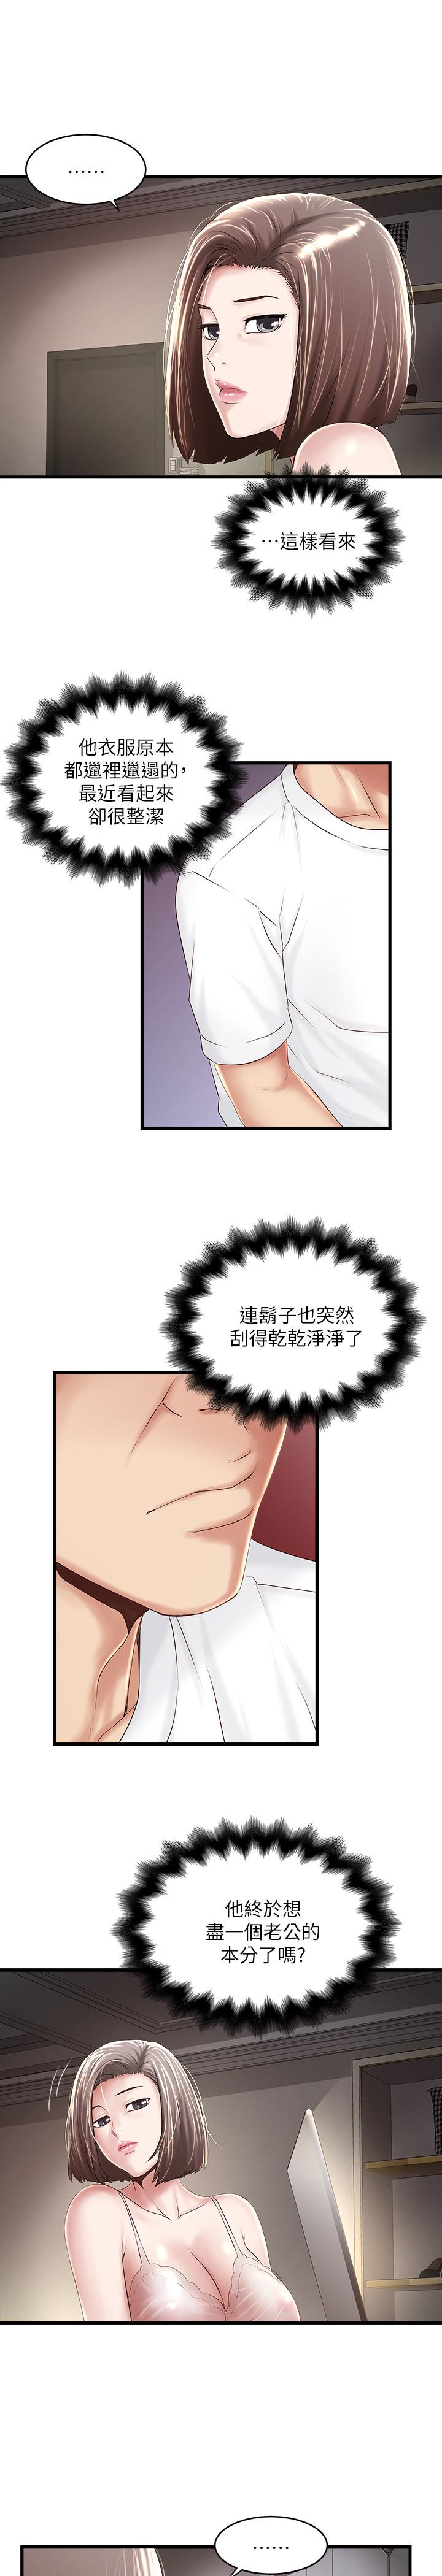 ……
…這樣看來
他衣服原本
都邋裡邋遢的，
最近看起來
卻很整潔
連鬍子也突然
刮得乾乾淨淨了
他終於想
盡一個老公的
本分了嗎?
……